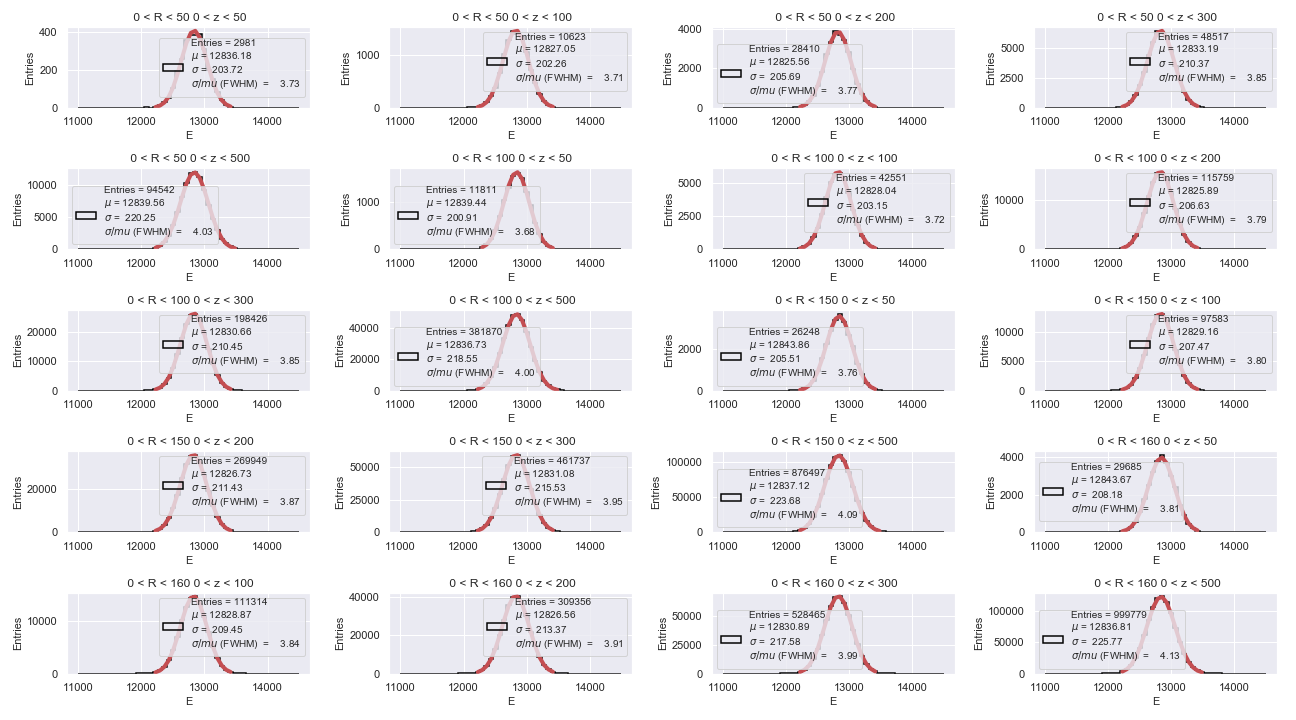 0 < R < 50 0 < z < 50
Entries
400
200
0
Entries = 2981
μ = 12836.18
σ = 203.72
σ/mu (FWHM) = 3.73
11000 12000 13000 14000
E
0 < R < 50 0 < z < 100
Entries
1000
0
Entries = 10623
μ = 12827.05
σ = 202.26
σ/mu (FWHM) = 3.71
11000 12000 13000 14000
E
0 < R < 50 0 < z < 200
Entries
4000
2000
0
Entries = 28410
μ = 12825.56
σ = 205.69
σ/mu (FWHM) = 3.77
11000 12000 13000 14000
E
0 < R < 50 0 < z < 300
Entries
5000
2500
0
Entries = 48517
μ = 12833.19
σ = 210.37
σ/mu (FWHM) = 3.85
11000 12000 13000 14000
E
0 < R < 50 0 < z < 500
Entries
10000
5000
0
Entries = 94542
μ = 12839.56
σ = 220.25
σ/mu (FWHM) = 4.03
11000 12000 13000 14000
E
0 < R < 100 0 < z < 50
Entries
1000
0
Entries = 11811
μ = 12839.44
σ = 200.91
σ/mu (FWHM) = 3.68
11000 12000 13000 14000
E
0 < R < 100 0 < z < 100
Entries
5000
2500
0
Entries = 42551
μ = 12828.04
σ = 203.15
σ/mu (FWHM) = 3.72
11000 12000 13000 14000
E
0 < R < 100 0 < z < 200
Entries
10000
0
Entries = 115759
μ = 12825.89
σ = 206.63
σ/mu (FWHM) = 3.79
11000 12000 13000 14000
E
0 < R < 100 0 < z < 300
Entries
20000
10000
0
Entries = 198426
μ = 12830.66
σ = 210.45
σ/mu (FWHM) = 3.85
11000 12000 13000 14000
E
0 < R < 100 0 < z < 500
Entries
40000
20000
0
Entries = 381870
μ = 12836.73
σ = 218.55
σ/mu (FWHM) = 4.00
11000 12000 13000 14000
E
0 < R < 150 0 < z < 50
Entries
2000
0
Entries = 26248
μ = 12843.86
σ = 205.51
σ/mu (FWHM) = 3.76
11000 12000 13000 14000
E
0 < R < 150 0 < z < 100
Entries
10000
5000
0
Entries = 97583
μ = 12829.16
σ = 207.47
σ/mu (FWHM) = 3.80
11000 12000 13000 14000
E
0 < R < 150 0 < z < 200
Entries
20000
0
Entries = 269949
μ = 12826.73
σ = 211.43
σ/mu (FWHM) = 3.87
11000 12000 13000 14000
E
0 < R < 150 0 < z < 300
Entries
50000
25000
0
Entries = 461737
μ = 12831.08
σ = 215.53
σ/mu (FWHM) = 3.95
11000 12000 13000 14000
E
0 < R < 150 0 < z < 500
Entries
100000
50000
0
Entries = 876497
μ = 12837.12
σ = 223.68
σ/mu (FWHM) = 4.09
11000 12000 13000 14000
E
0 < R < 160 0 < z < 50
Entries
4000
2000
0
Entries = 29685
μ = 12843.67
σ = 208.18
σ/mu (FWHM) = 3.81
11000 12000 13000 14000
E
0 < R < 160 0 < z < 100
Entries
10000
0
Entries = 111314
μ = 12828.87
σ = 209.45
σ/mu (FWHM) = 3.84
11000 12000 13000 14000
E
0 < R < 160 0 < z < 200
Entries
40000
20000
0
Entries = 309356
μ = 12826.56
σ = 213.37
σ/mu (FWHM) = 3.91
11000 12000 13000 14000
E
0 < R < 160 0 < z < 300
Entries
50000
25000
0
Entries = 528465
μ = 12830.89
σ = 217.58
σ/mu (FWHM) = 3.99
11000 12000 13000 14000
E
0 < R < 160 0 < z < 500
Entries
100000
50000
0
Entries = 999779
μ = 12836.81
σ = 225.77
σ/mu (FWHM) = 4.13
11000 12000 13000 14000
E